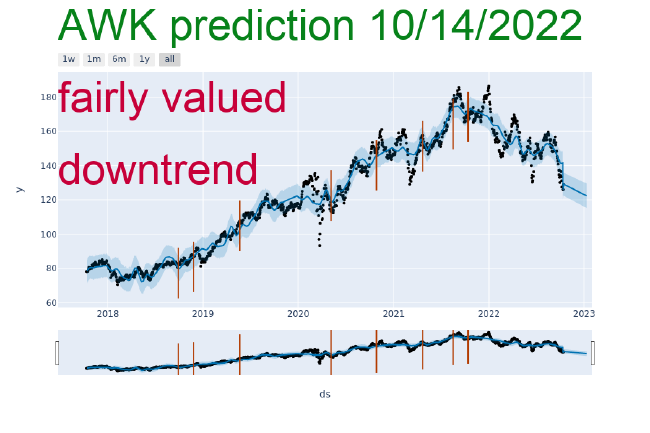 AWK prediction 10/14/2022
1w 1m 6m 1y all
fairly valued
downtrend
180
160
140
120
100
80
60
y
2018 2019 2020 2021 2022 2023
ds